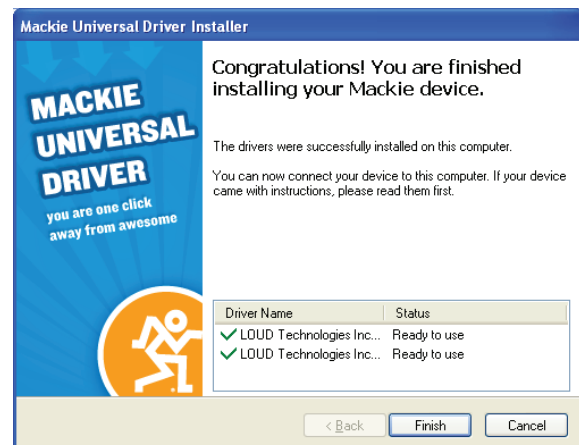 Mackie Universal Driver Installer
MACKIE
UNIVERSAL
DRIVER
you are one click
away from awesome
Congratulations! You are finished
installing your Mackie device.
The drivers were successfully installed on this computer.
You can now connect your device to this computer. If your device
came with instructions, please read them first.
Driver Name Status
LOUD Technologies Inc... Ready to use
LOUD Technologies Inc... Ready to use
< Back Finish Cancel